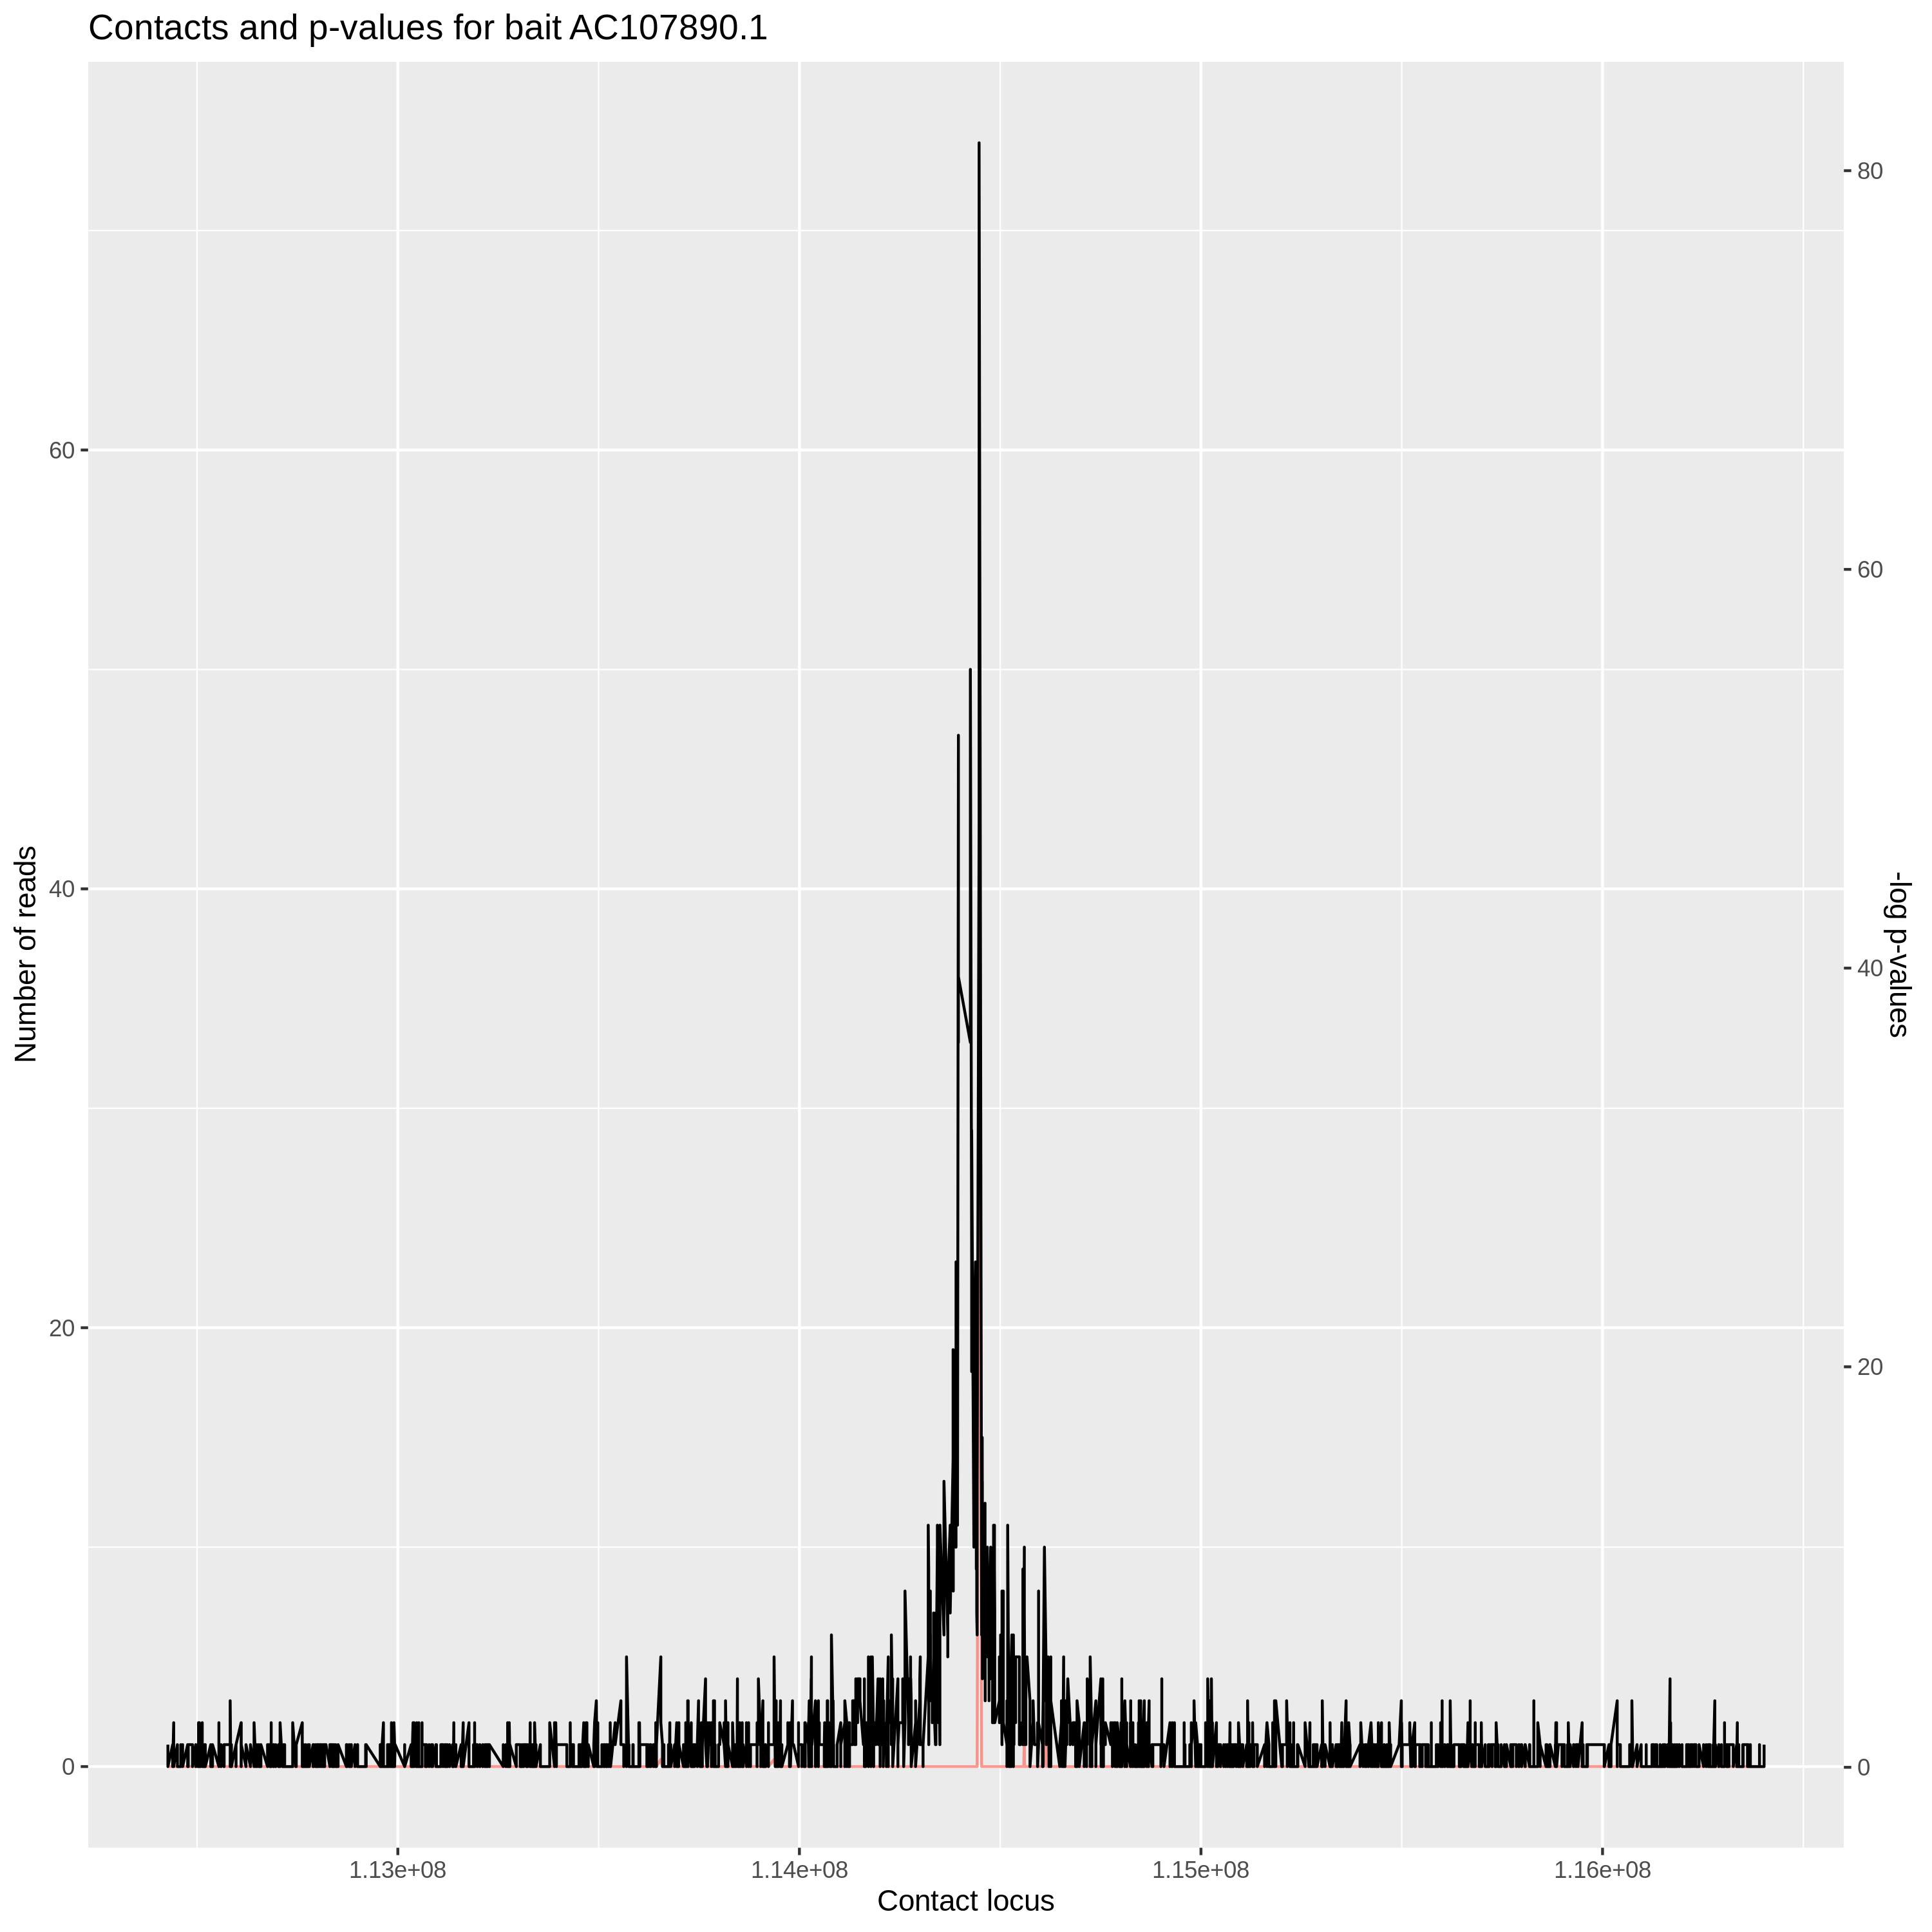 Contacts and p-values for bait AC107890.1
80
60
60
Number of reads
40
40
-log p-values
20
20
0
0
1.13e+08
1.14e+08
1.15e+08
1.16e+08
Contact locus